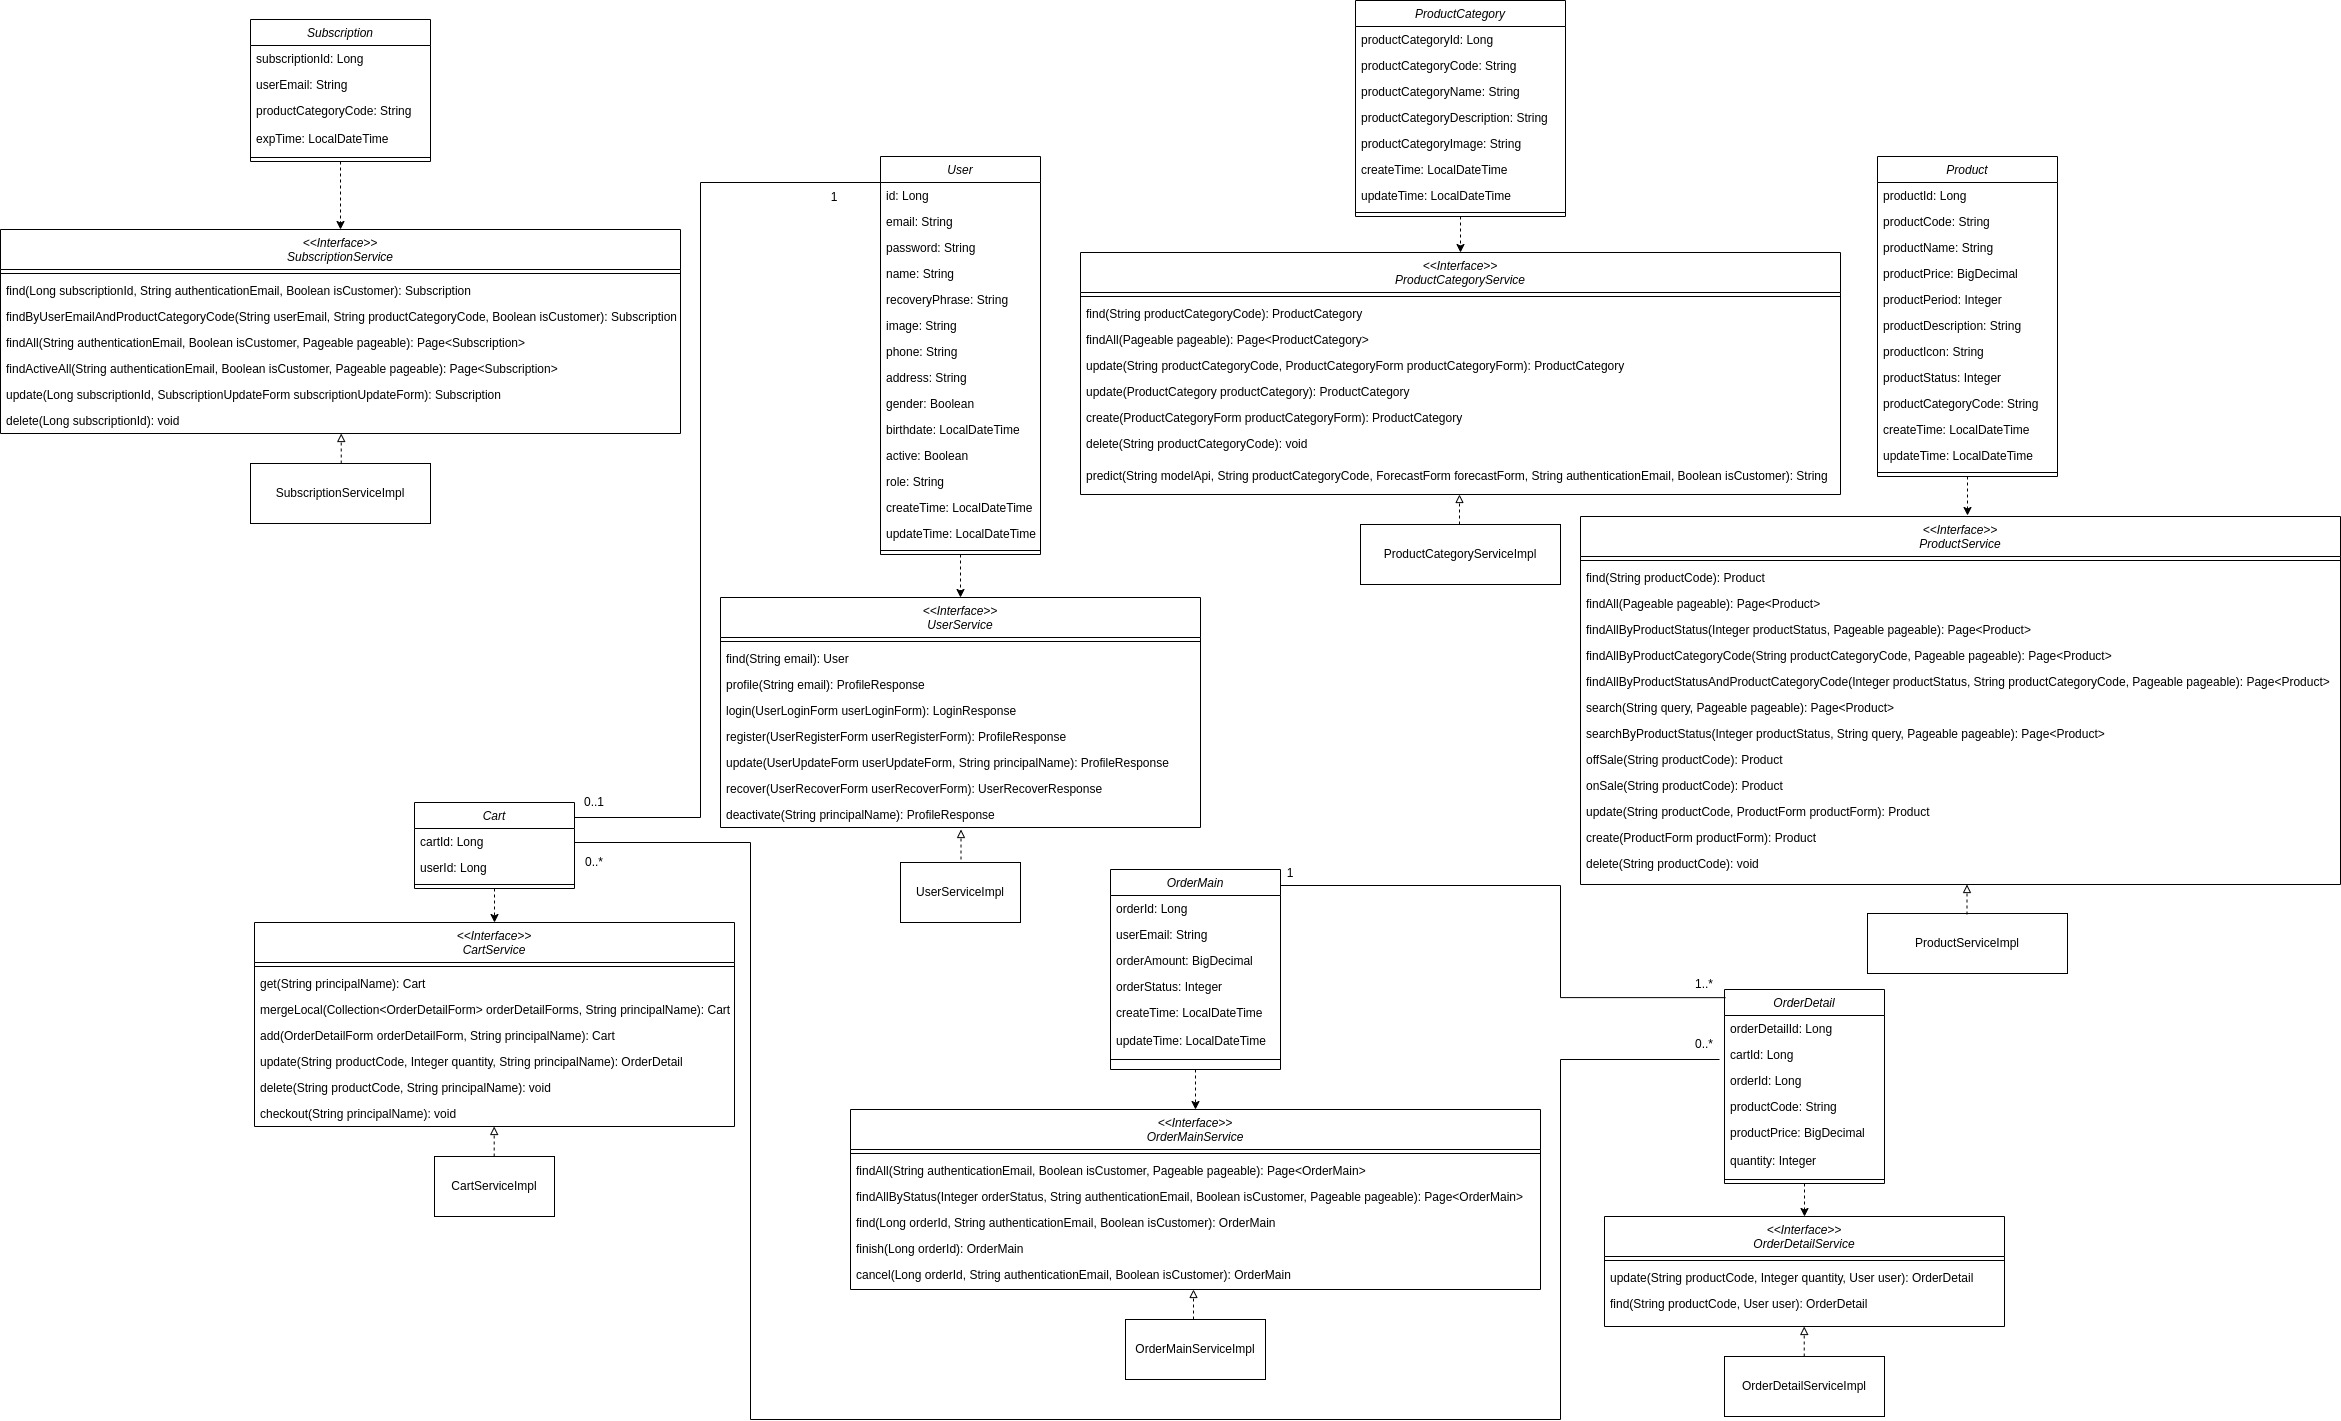 Subscription
subscriptionId: Long
userEmail: String
productCategoryCode: String
expTime: LocalDateTime
<<Interface>>
SubscriptionService
find(Long subscriptionId, String authenticationEmail, Boolean isCustomer): Subscription
findByUserEmailAndProductCategoryCode(String userEmail, String productCategoryCode, Boolean isCustomer): Subscription
findAll(String authenticationEmail, Boolean isCustomer, Pageable pageable): Page<Subscription>
findActiveAll(String authenticationEmail, Boolean isCustomer, Pageable pageable): Page<Subscription>
update(Long subscriptionId, SubscriptionUpdateForm subscriptionUpdateForm): Subscription
delete(Long subscriptionId): void
SubscriptionServiceImpl
User
id: Long
email: String
password: String
name: String
recoveryPhrase: String
image: String
phone: String
address: String
gender: Boolean
birthdate: LocalDateTime
active: Boolean
role: String
createTime: LocalDateTime
updateTime: LocalDateTime
1
<<Interface>>
UserService
find(String email): User
profile(String email): ProfileResponse
login(UserLoginForm userLoginForm): LoginResponse
register(UserRegisterForm userRegisterForm): ProfileResponse
update(UserUpdateForm userUpdateForm, String principalName): ProfileResponse
recover(UserRecoverForm userRecoverForm): UserRecoverResponse
deactivate(String principalName): ProfileResponse
UserServiceImpl
ProductCategory
productCategoryId: Long
productCategoryCode: String
productCategoryName: String
productCategoryDescription: String
productCategoryImage: String
createTime: LocalDateTime
updateTime: LocalDateTime
<<Interface>>
ProductCategoryService
find(String productCategoryCode): ProductCategory
findAll(Pageable pageable): Page<ProductCategory>
update(String productCategoryCode, ProductCategoryForm productCategoryForm): ProductCategory
update(ProductCategory productCategory): ProductCategory
create(ProductCategoryForm productCategoryForm): ProductCategory
delete(String productCategoryCode): void
predict(String modelApi, String productCategoryCode, ForecastForm forecastForm, String authenticationEmail, Boolean isCustomer): String
ProductCategoryServiceImpl
Product
productId: Long
productCode: String
productName: String
productPrice: BigDecimal
productPeriod: Integer
productDescription: String
productIcon: String
productStatus: Integer
productCategoryCode: String
createTime: LocalDateTime
updateTime: LocalDateTime
<<Interface>>
ProductService
find(String productCode): Product
findAll(Pageable pageable): Page<Product>
findAllByProductStatus(Integer productStatus, Pageable pageable): Page<Product>
findAllByProductCategoryCode(String productCategoryCode, Pageable pageable): Page<Product>
findAllByProductStatusAndProductCategoryCode(Integer productStatus, String productCategoryCode, Pageable pageable): Page<Product>
search(String query, Pageable pageable): Page<Product>
searchByProductStatus(Integer productStatus, String query, Pageable pageable): Page<Product>
offSale(String productCode): Product
onSale(String productCode): Product
update(String productCode, ProductForm productForm): Product
create(ProductForm productForm): Product
delete(String productCode): void
ProductServiceImpl
Cart
cartId: Long
userId: Long
0..1
0..*
<<Interface>>
CartService
get(String principalName): Cart
mergeLocal(Collection<OrderDetailForm> orderDetailForms, String principalName): Cart
add(OrderDetailForm orderDetailForm, String principalName): Cart
update(String productCode, Integer quantity, String principalName): OrderDetail
delete(String productCode, String principalName): void
checkout(String principalName): void
CartServiceImpl
OrderMain
orderId: Long
userEmail: String
orderAmount: BigDecimal
orderStatus: Integer
createTime: LocalDateTime
updateTime: LocalDateTime
1
<<Interface>>
OrderMainService
findAll(String authenticationEmail, Boolean isCustomer, Pageable pageable): Page<OrderMain>
findAllByStatus(Integer orderStatus, String authenticationEmail, Boolean isCustomer, Pageable pageable): Page<OrderMain>
find(Long orderId, String authenticationEmail, Boolean isCustomer): OrderMain
finish(Long orderId): OrderMain
cancel(Long orderId, String authenticationEmail, Boolean isCustomer): OrderMain
OrderMainServiceImpl
1..*
0..*
OrderDetail
orderDetailId: Long
cartId: Long
orderId: Long
productCode: String
productPrice: BigDecimal
quantity: Integer
<<Interface>>
OrderDetailService
update(String productCode, Integer quantity, User user): OrderDetail
find(String productCode, User user): OrderDetail
OrderDetailServiceImpl